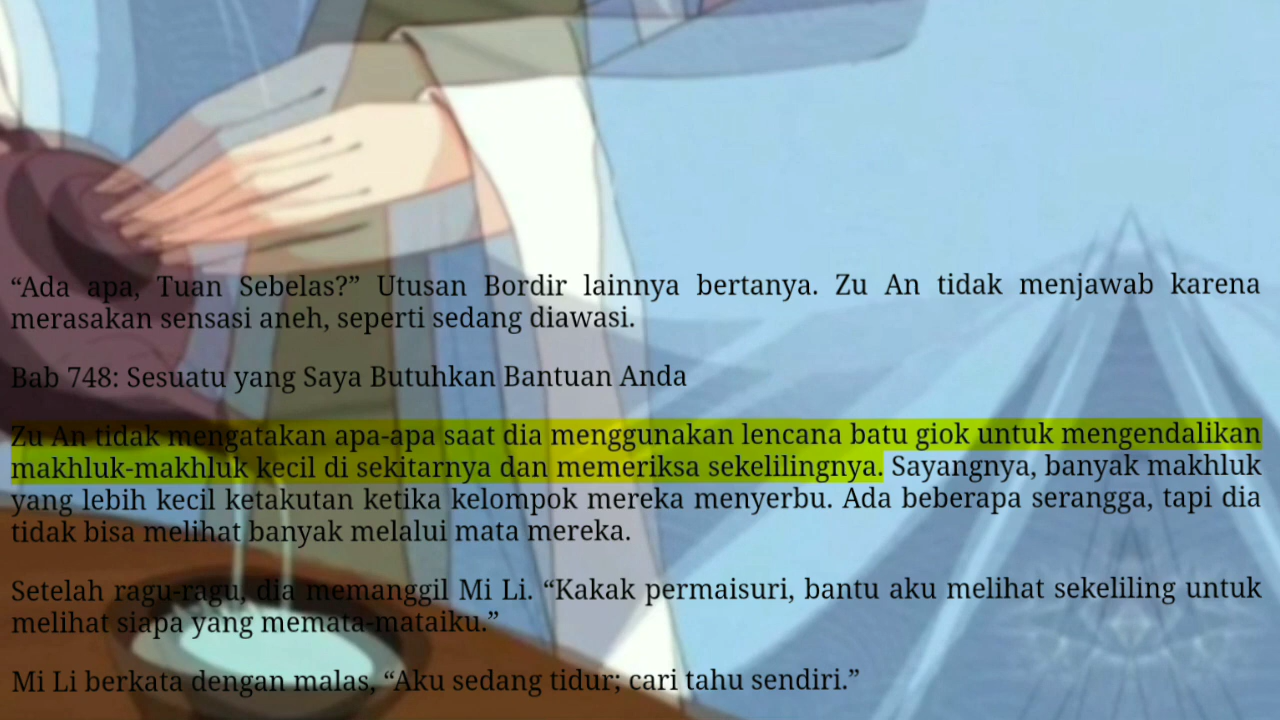 “Ada apa, Tuan Sebelas?” Utusan Bordir lainnya bertanya. Zu An tidak menjawab karena
merasakan sensasi aneh, seperti sedang diawasi.
Bab 748: Sesuatu yang Saya Butuhkan Bantuan Anda
Zu An tidak mengatakan apa-apa saat dia menggunakan lencana batu giok untuk mengendalikan
makhluk-makhluk kecil di sekitarnya dan memeriksa sekelilingnya. Sayangnya, banyak makhluk
yang lebih kecil ketakutan ketika kelompok mereka menyerbu. Ada beberapa serangga, tapi dia
tidak bisa melihat banyak melalui mata mereka.
Setelah ragu-ragu, dia memanggil Mi Li. “Kakak permaisuri, bantu aku melihat sekeliling untuk
melihat siapa yang memata-mataiku.”
Mi Li berkata dengan malas, “Aku sedang tidur; cari tahu sendiri.”